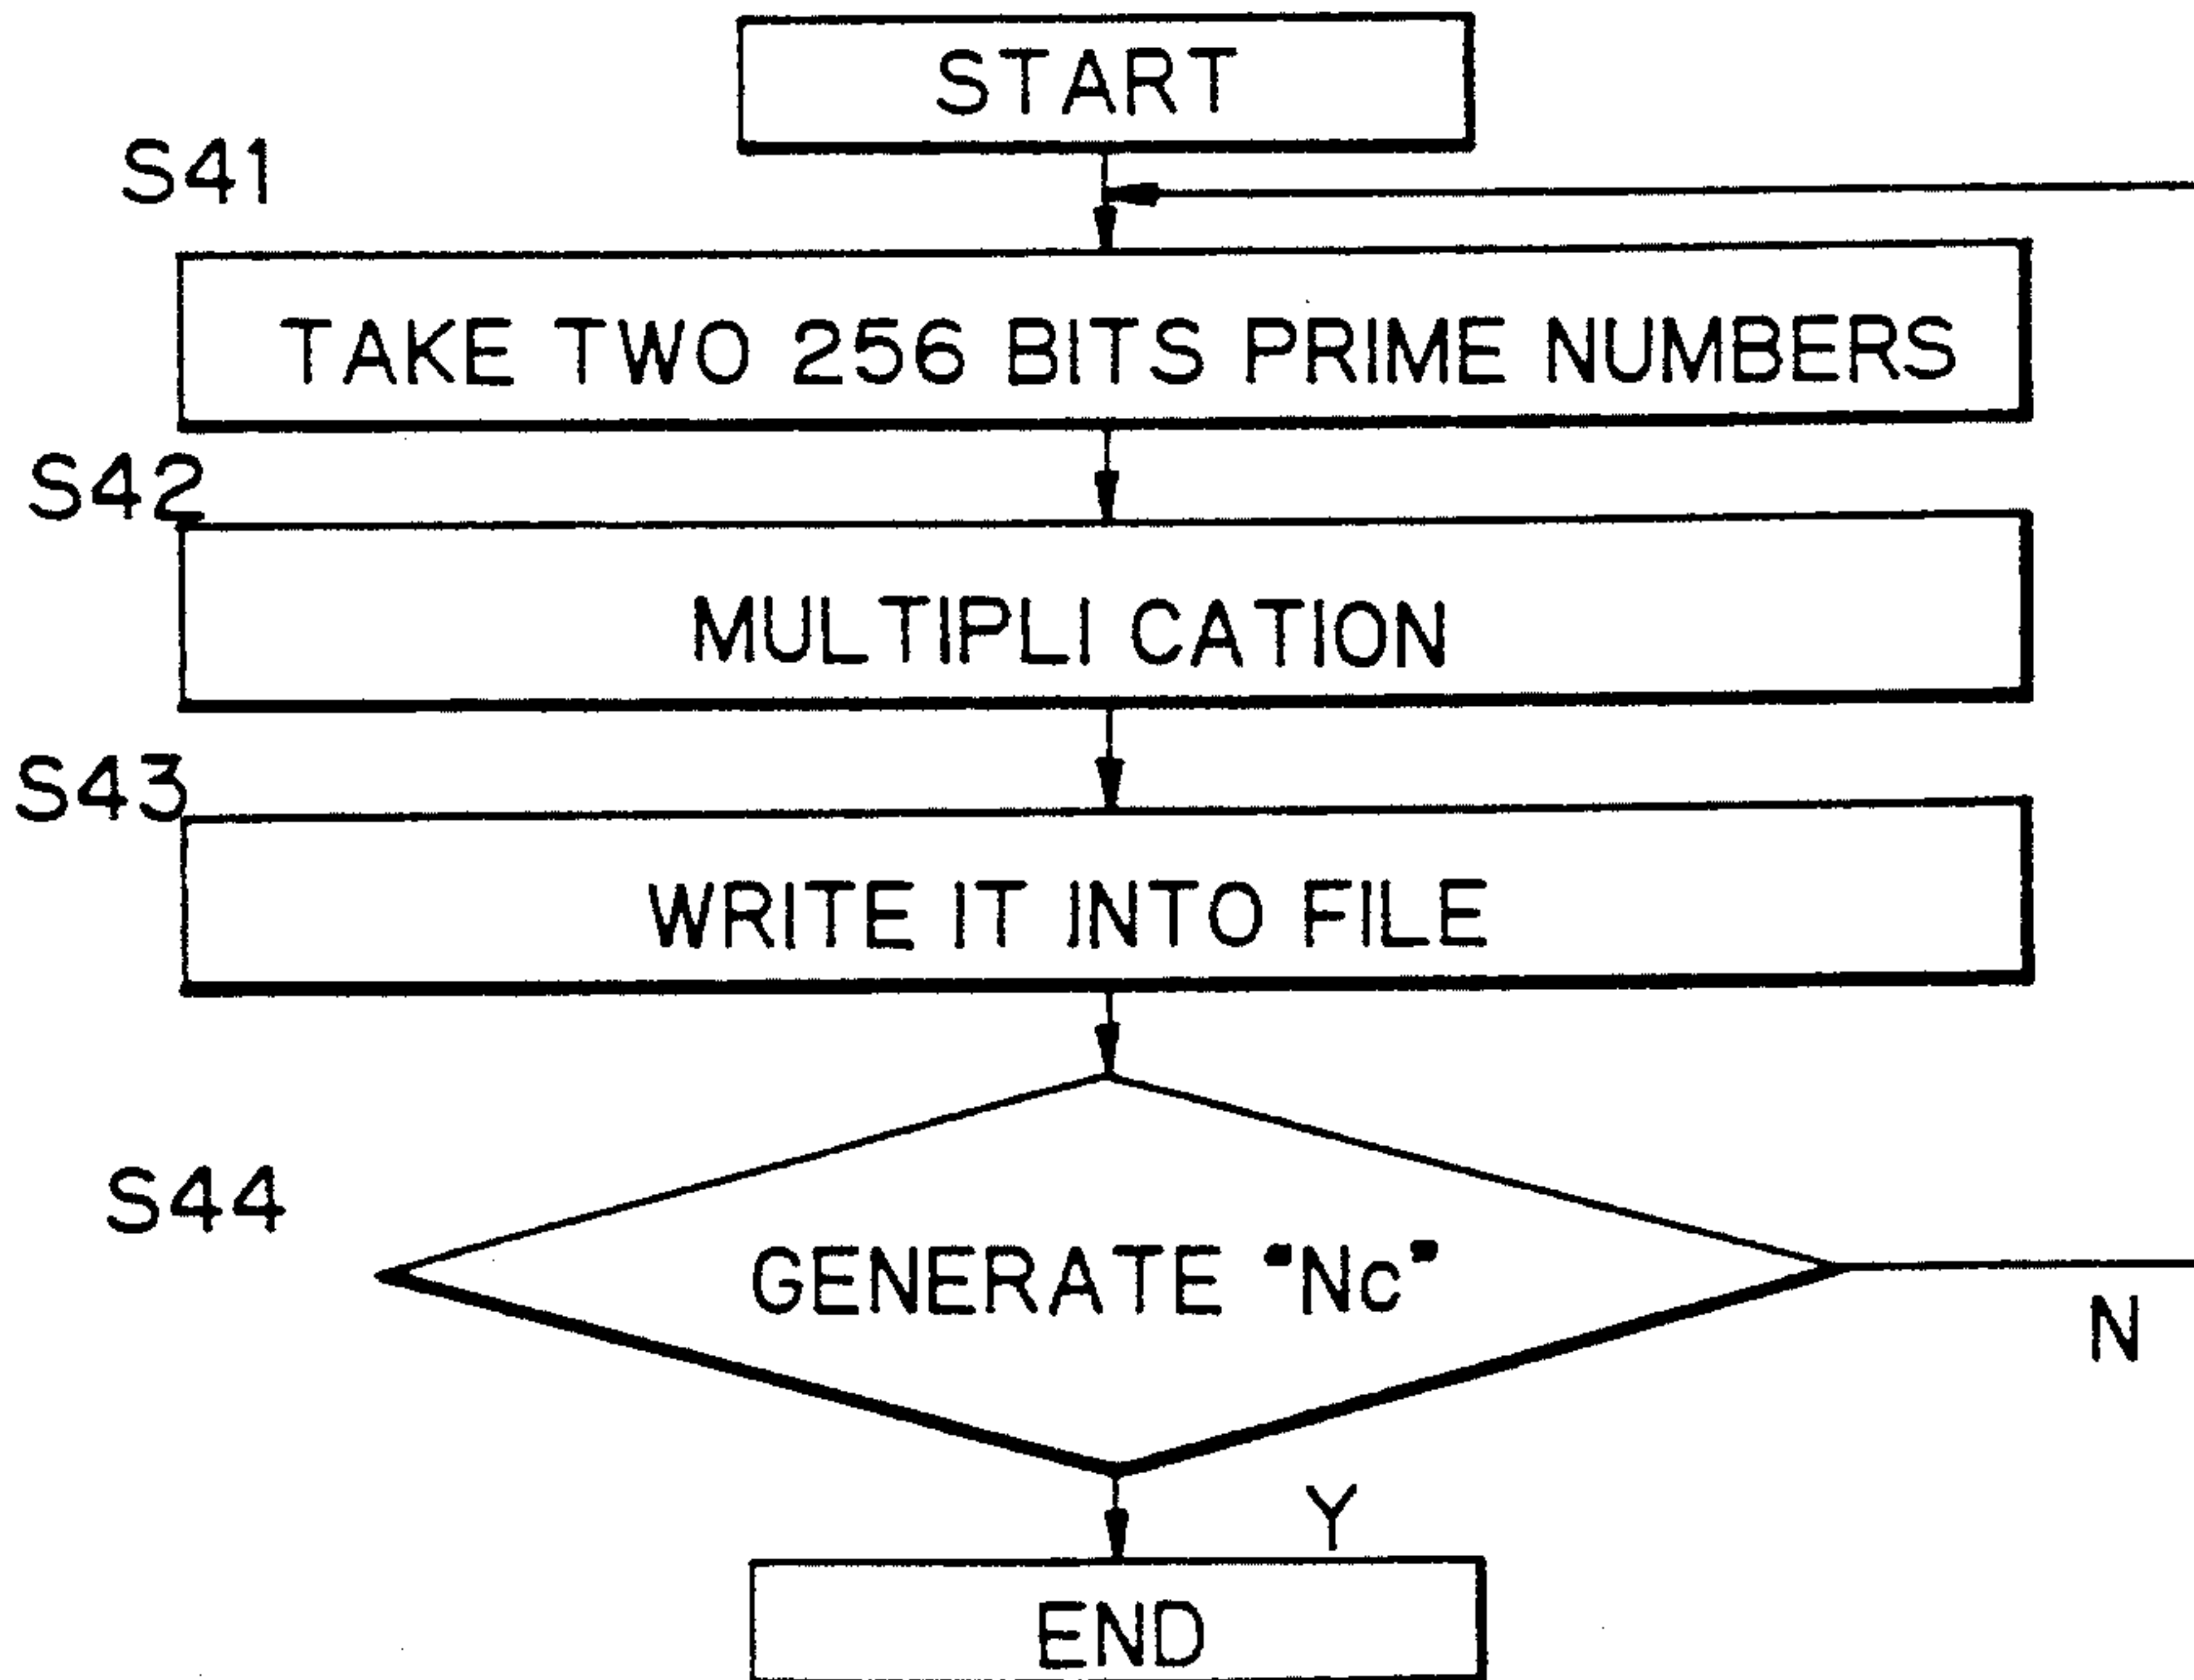 START
S41
TAKE TWO 256 BITS PRIME NUMBERS
S42
MULTIPLI CATION
S43
WRITE IT INTO FILE
S44
GENERATE "Nc"
N
Y
END